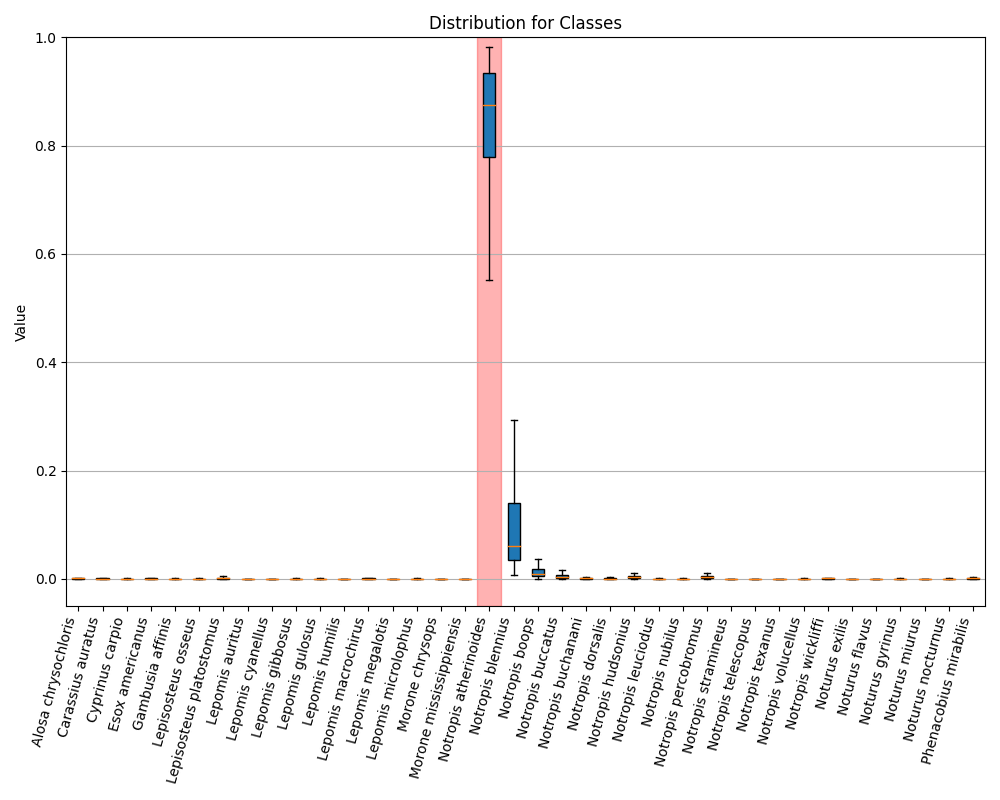 Distribution for Classes
1.0
0.8
0.6
0.4
0.2
0.0
Value
Alosa chrysochloris
Carassius auratus
Cyprinus carpio
Esox americanus
Gambusia affinis
Lepisosteus osseus
Lepisosteus platostomus
Lepomis auritus
Lepomis cyanellus
Lepomis gibbosus
Lepomis gulosus
Lepomis humilis
Lepomis macrochirus
Lepomis megalotis
Lepomis microlophus
Morone chrysops
Morone mississippiensis
Notropis atherinoides
Notropis blennius
Notropis boops
Notropis buccatus
Notropis buchanani
Notropis dorsalis
Notropis hudsonius
Notropis leuciodus
Notropis nubilus
Notropis percobromus
Notropis stramineus
Notropis telescopus
Notropis texanus
Notropis volucellus
Notropis wickliffi
Noturus exilis
Noturus flavus
Noturus gyrinus
Noturus miurus
Noturus nocturnus
Phenacobius mirabilis